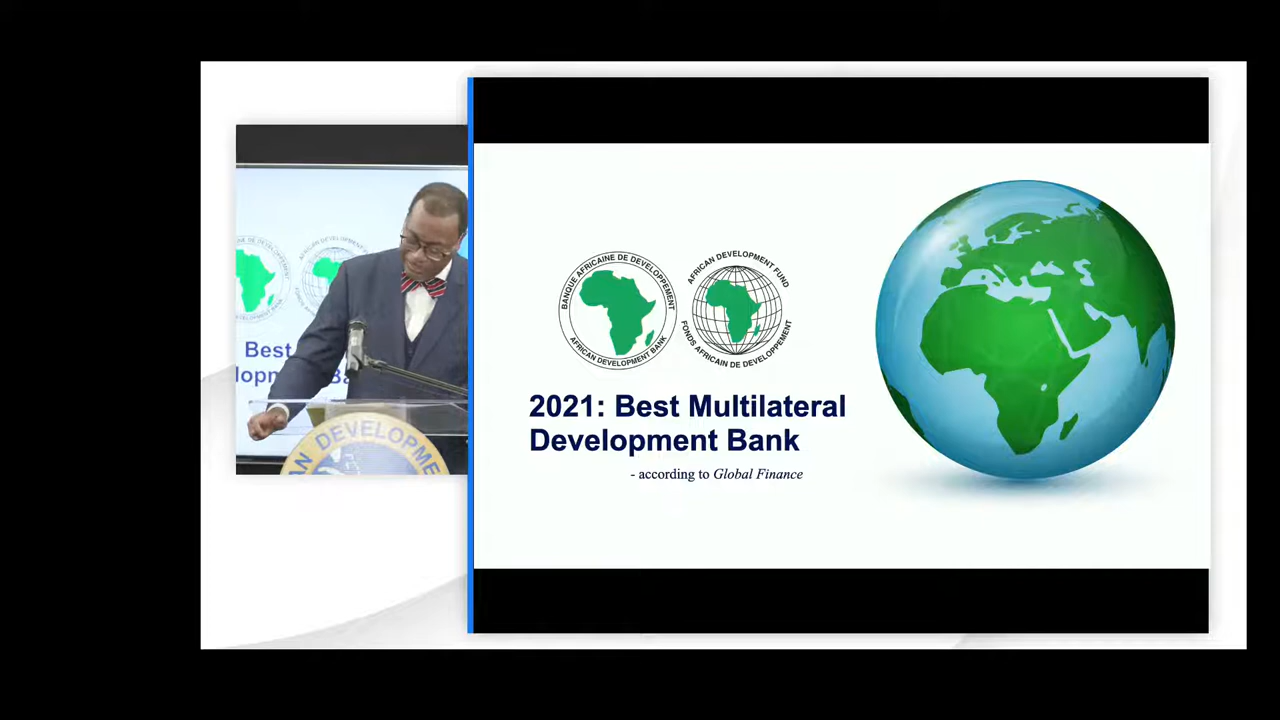 BANQUE AFRICAINE DE DEVELOPPEMENT
AFRICAN DEVELOPMENT BANK
AFRICAN DEVELOPMENT FUND
FONDS AFRICAIN DE DEVELOPPEMENT
2021: Best Multilateral
Development Bank
- according to Global Finance
Best
DEVELOPMENT